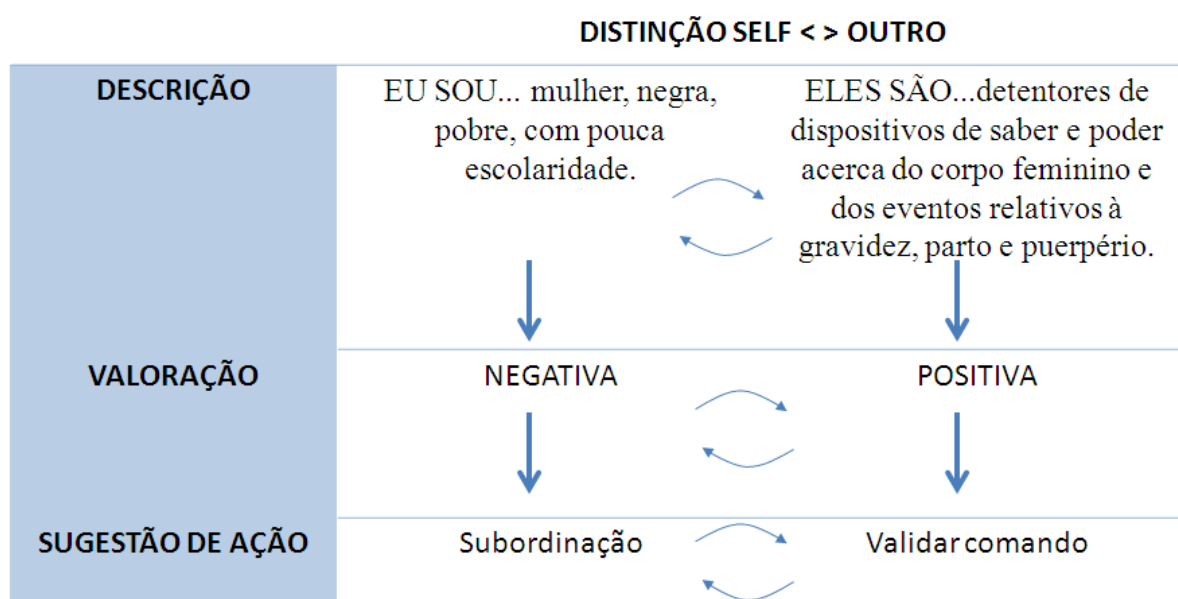 DISTINÇÃO SELF < > OUTRO
DESCRIÇÃO
EU SOU... mulher, negra,
pobre, com pouca
escolaridade.
ELES SÃO...detentores de
dispositivos de saber e poder
acerca do corpo feminino e
dos eventos relativos à
gravidez, parto e puerpério.
VALORAÇÃO
NEGATIVA
POSITIVA
SUGESTÃO DE AÇÃO
Subordinação
Validar comando